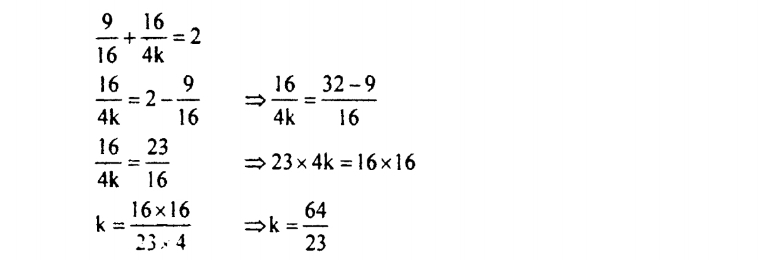 9/16 + 16/4k = 2
16/4k = 2 − 9/16 ⇒ 16/4k = (32 − 9)/16
16/4k = 23/16 ⇒ 23 × 4k = 16 × 16
k = (16 × 16)/(23 × 4) ⇒ k = 64/23